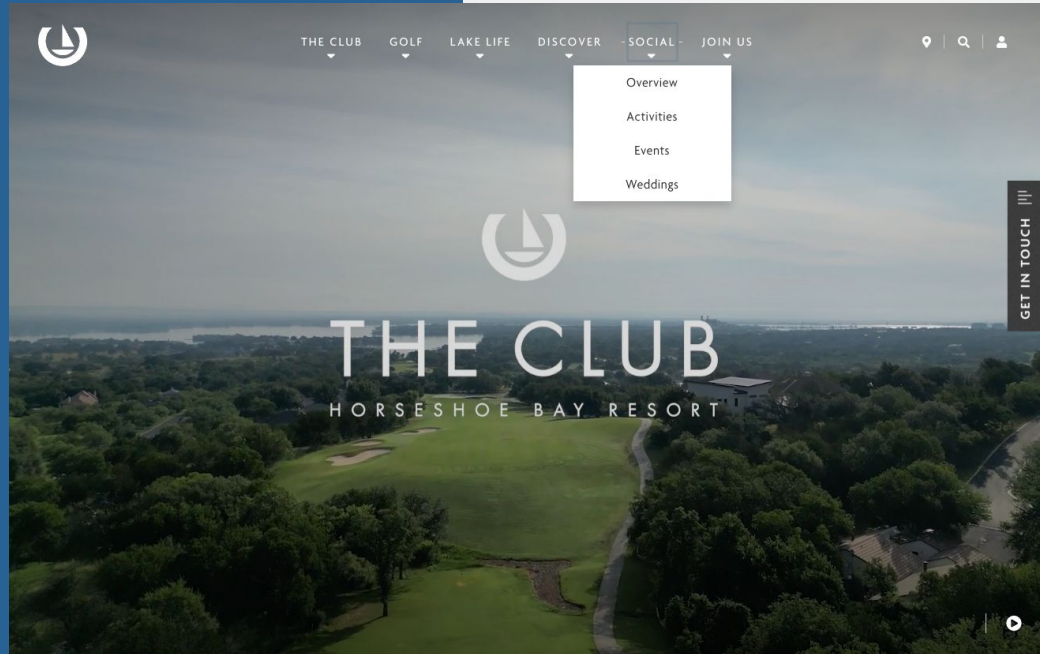 THE CLUB
GOLF
LAKE LIFE
DISCOVER
- SOCIAL -
JOIN US
Overview
Activities
Events
Weddings
GET IN TOUCH
THE CLUB
HORSESHOE BAY RESORT